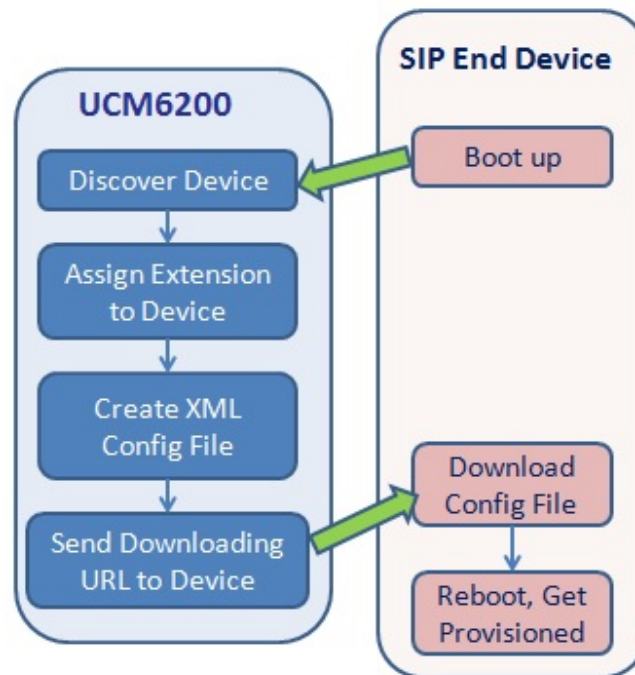 UCM6200
Discover Device
Assign Extension
to Device
Create XML
Config File
Send Downloading
URL to Device
SIP End Device
Boot up
Download
Config File
Reboot, Get
Provisioned